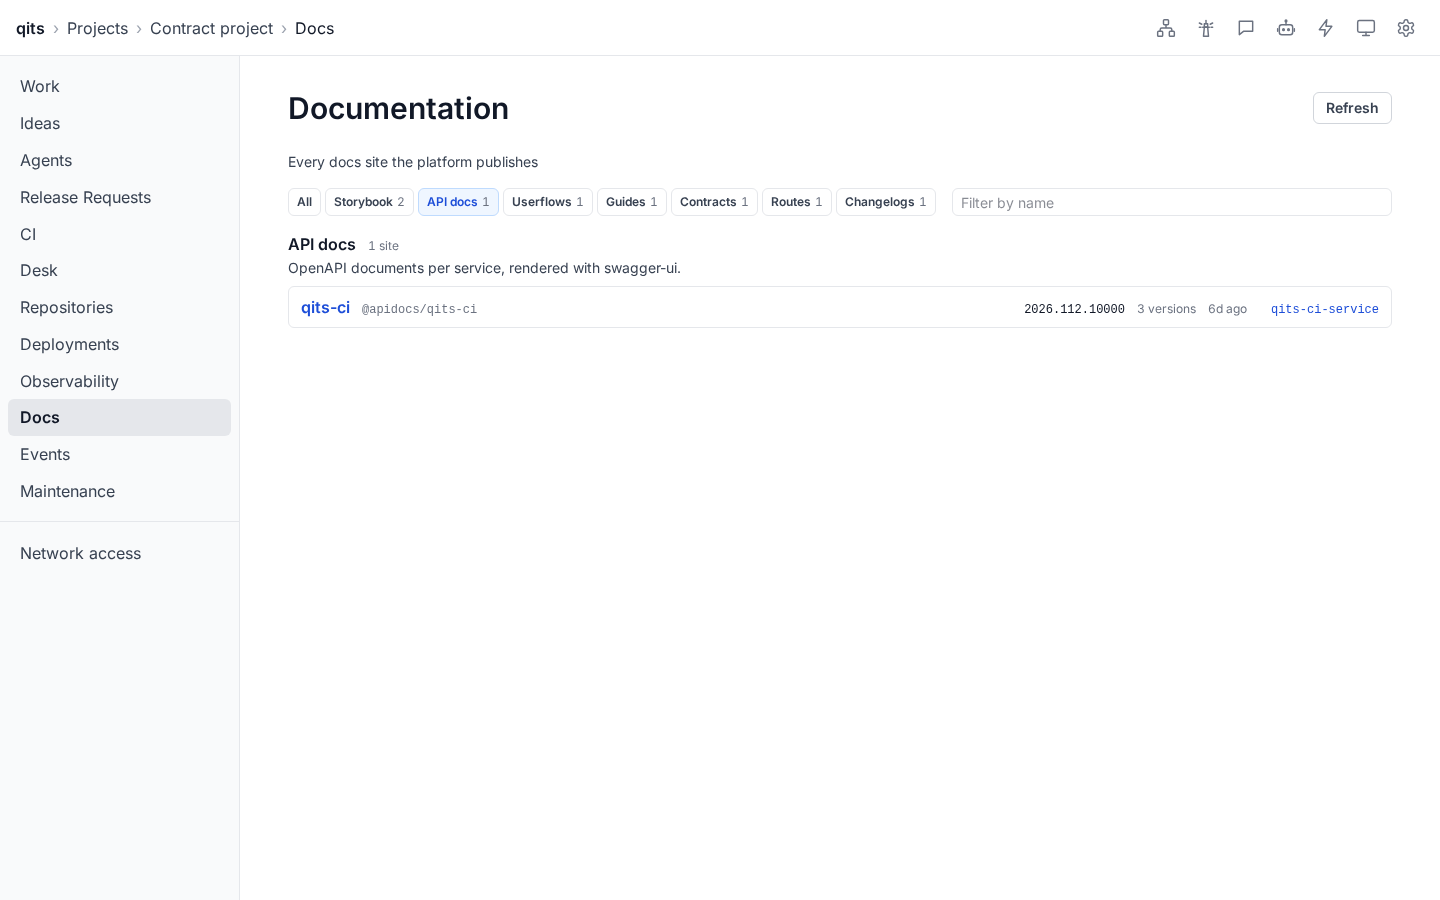 qits › Projects › Contract project › Docs
Work
Ideas
Agents
Release Requests
CI
Desk
Repositories
Deployments
Observability
Docs
Events
Maintenance
Network access
Documentation
Refresh
Every docs site the platform publishes
All
Storybook 2
API docs 1
Userflows 1
Guides 1
Contracts 1
Routes 1
Changelogs 1
Filter by name
API docs 1 site
OpenAPI documents per service, rendered with swagger-ui.
qits-ci @apidocs/qits-ci 2026.112.10000 3 versions 6d ago qits-ci-service